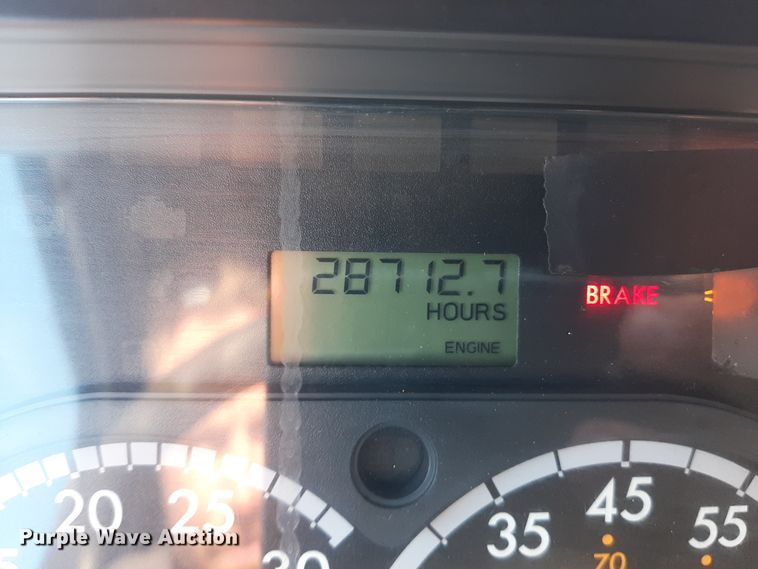 28712.7
HOURS
BRAKE
ENGINE
20 25 30
35 45 55
70
Purple Wave Auction